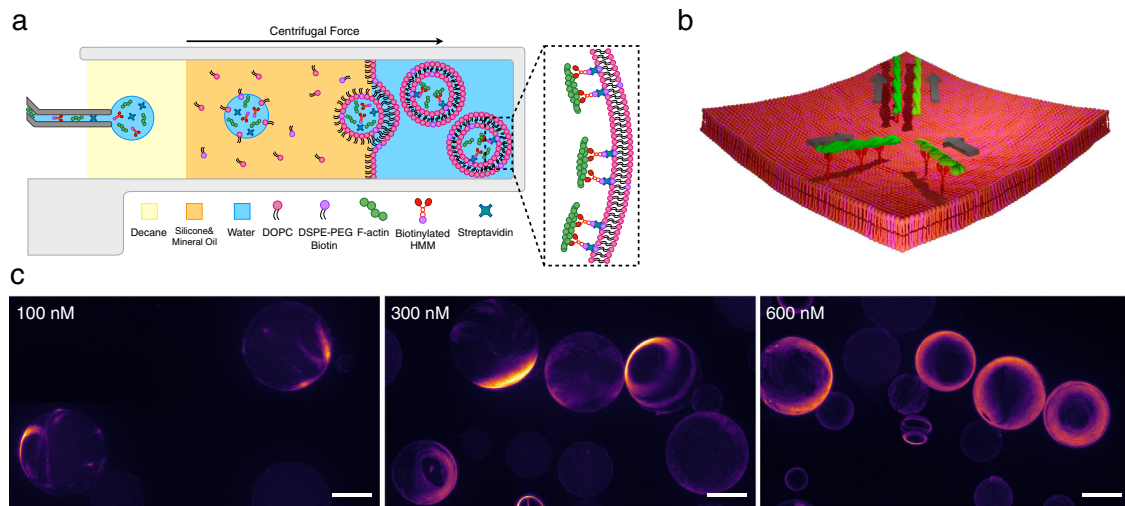 a
Centrifugal Force
Decane
Silicone&
Mineral Oil
Water
DOPC
DSPE-PEG
Biotin
F-actin
Biotinylated
HMM
Streptavidin
b
c
100 nM
300 nM
600 nM